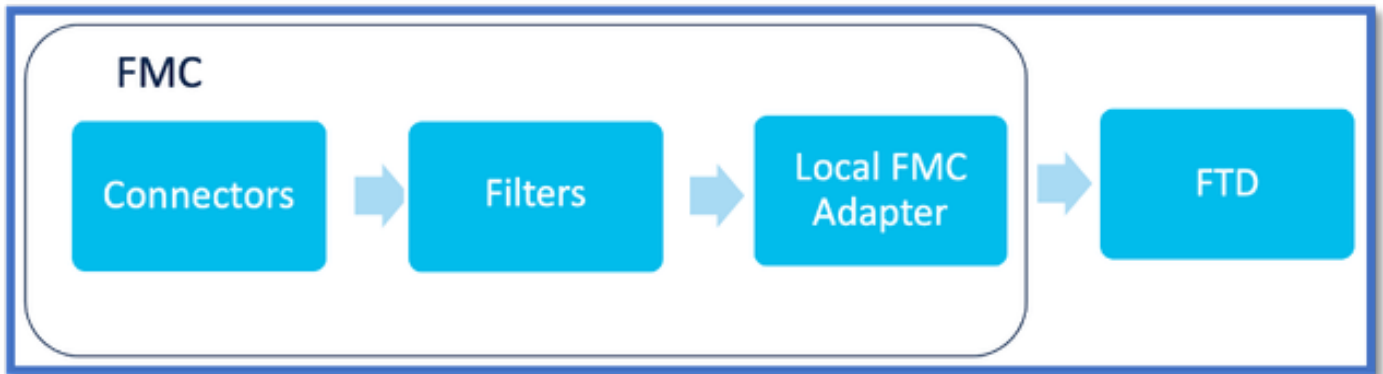 FMC
Connectors
Filters
Local FMC
Adapter
FTD